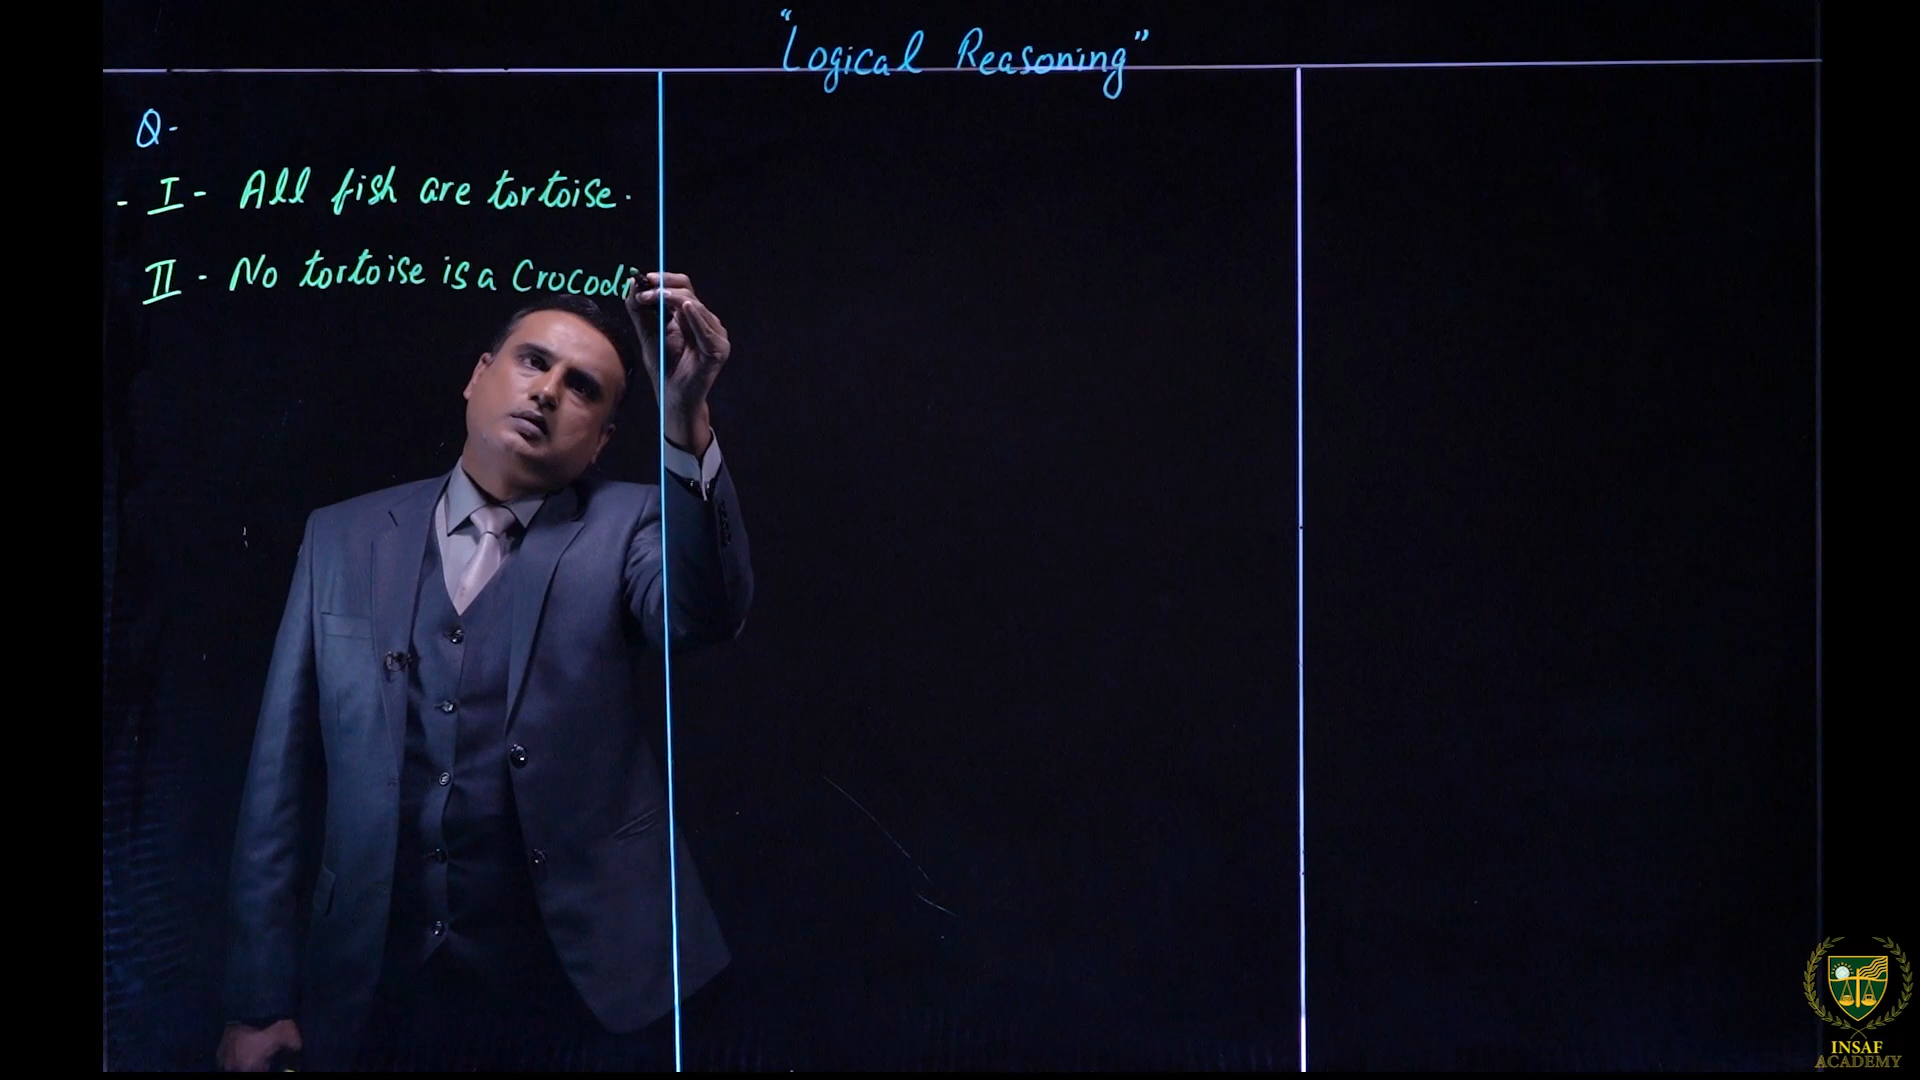 "Logical Reasoning"
Q-
- I - All fish are tortoise.
II - No tortoise is a Crocodi
INSAF
ACADEMY